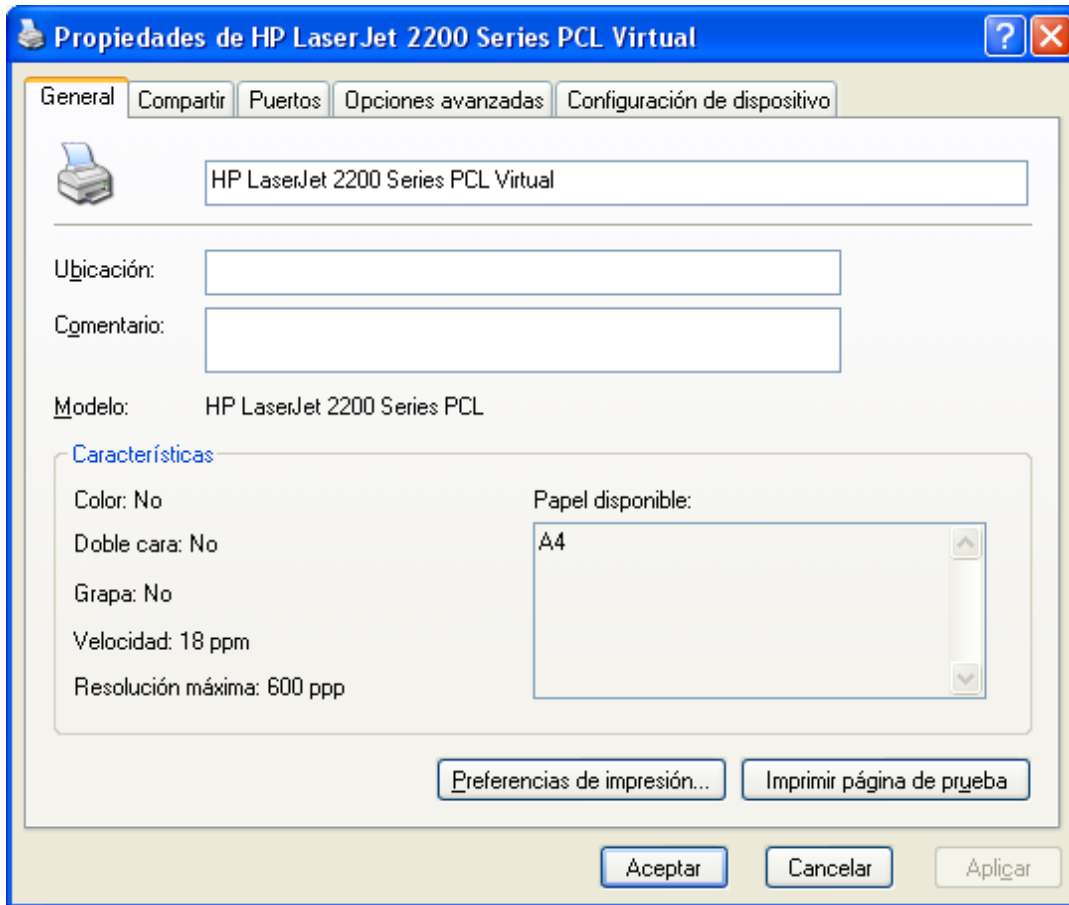 Propiedades de HP LaserJet 2200 Series PCL Virtual
General Compartir Puertos Opciones avanzadas Configuración de dispositivo
HP LaserJet 2200 Series PCL Virtual
Ubicación:
Comentario:
Modelo: HP LaserJet 2200 Series PCL
Características
Color: No
Doble cara: No
Grapa: No
Velocidad: 18 ppm
Resolución máxima: 600 ppp
Papel disponible:
A4
Preferencias de impresión... Imprimir página de prueba
Aceptar Cancelar Aplicar